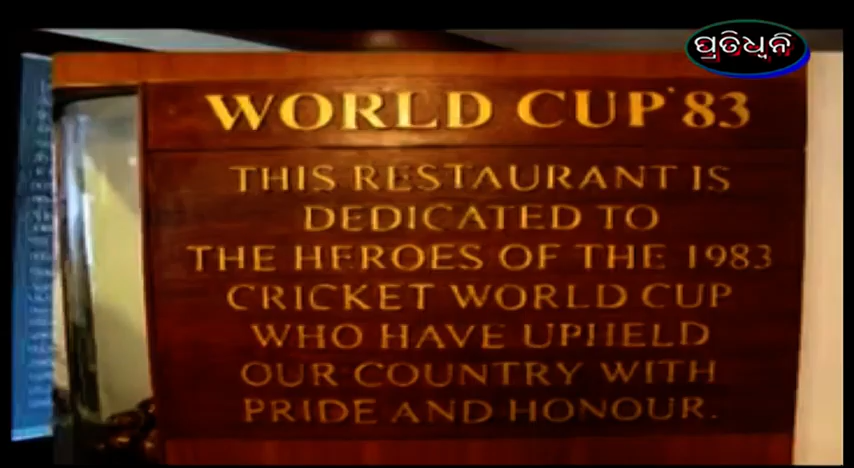 ପ୍ରତିଧ୍ୱନି
WORLD CUP '83
THIS RESTAURANT IS
DEDICATED TO
THE HEROES OF THE 1983
CRICKET WORLD CUP
WHO HAVE UPHELD
OUR COUNTRY WITH
PRIDE AND HONOUR.